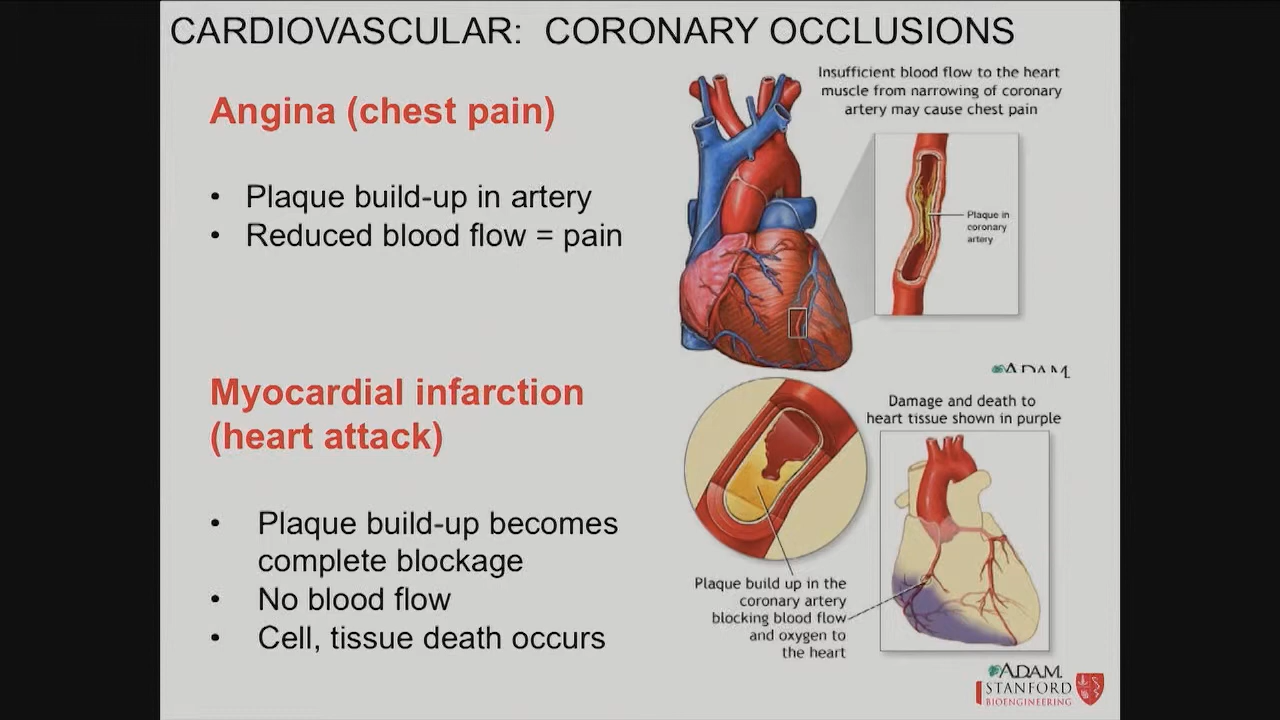 CARDIOVASCULAR: CORONARY OCCLUSIONS
Angina (chest pain)
• Plaque build-up in artery
• Reduced blood flow = pain
Insufficient blood flow to the heart
muscle from narrowing of coronary
artery may cause chest pain
Plaque in
coronary
artery
ADAM
Myocardial infarction
(heart attack)
• Plaque build-up becomes
complete blockage
• No blood flow
• Cell, tissue death occurs
Damage and death to
heart tissue shown in purple
Plaque build up in the
coronary artery
blocking blood flow
and oxygen to
the heart
ADAM.
STANFORD
BIOENGINEERING